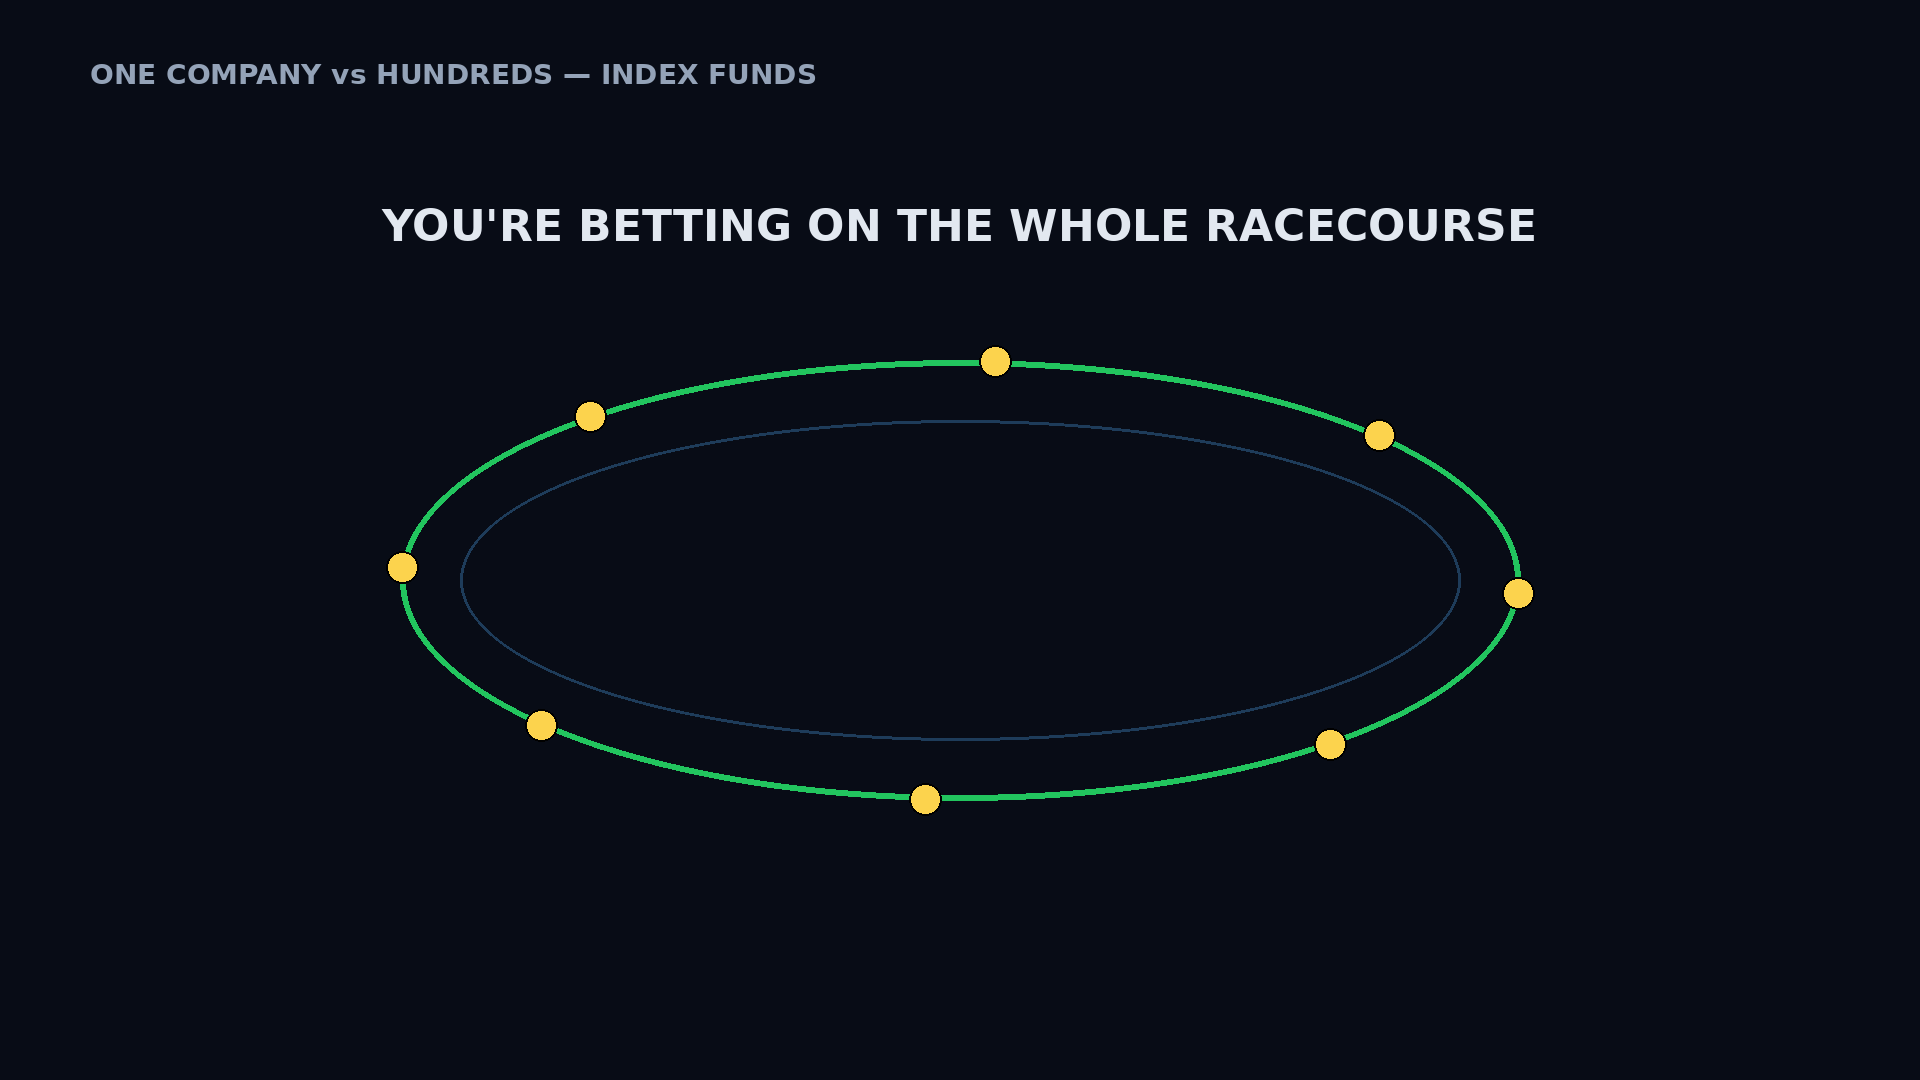 ONE COMPANY vs HUNDREDS — INDEX FUNDS
YOU'RE BETTING ON THE WHOLE RACECOURSE